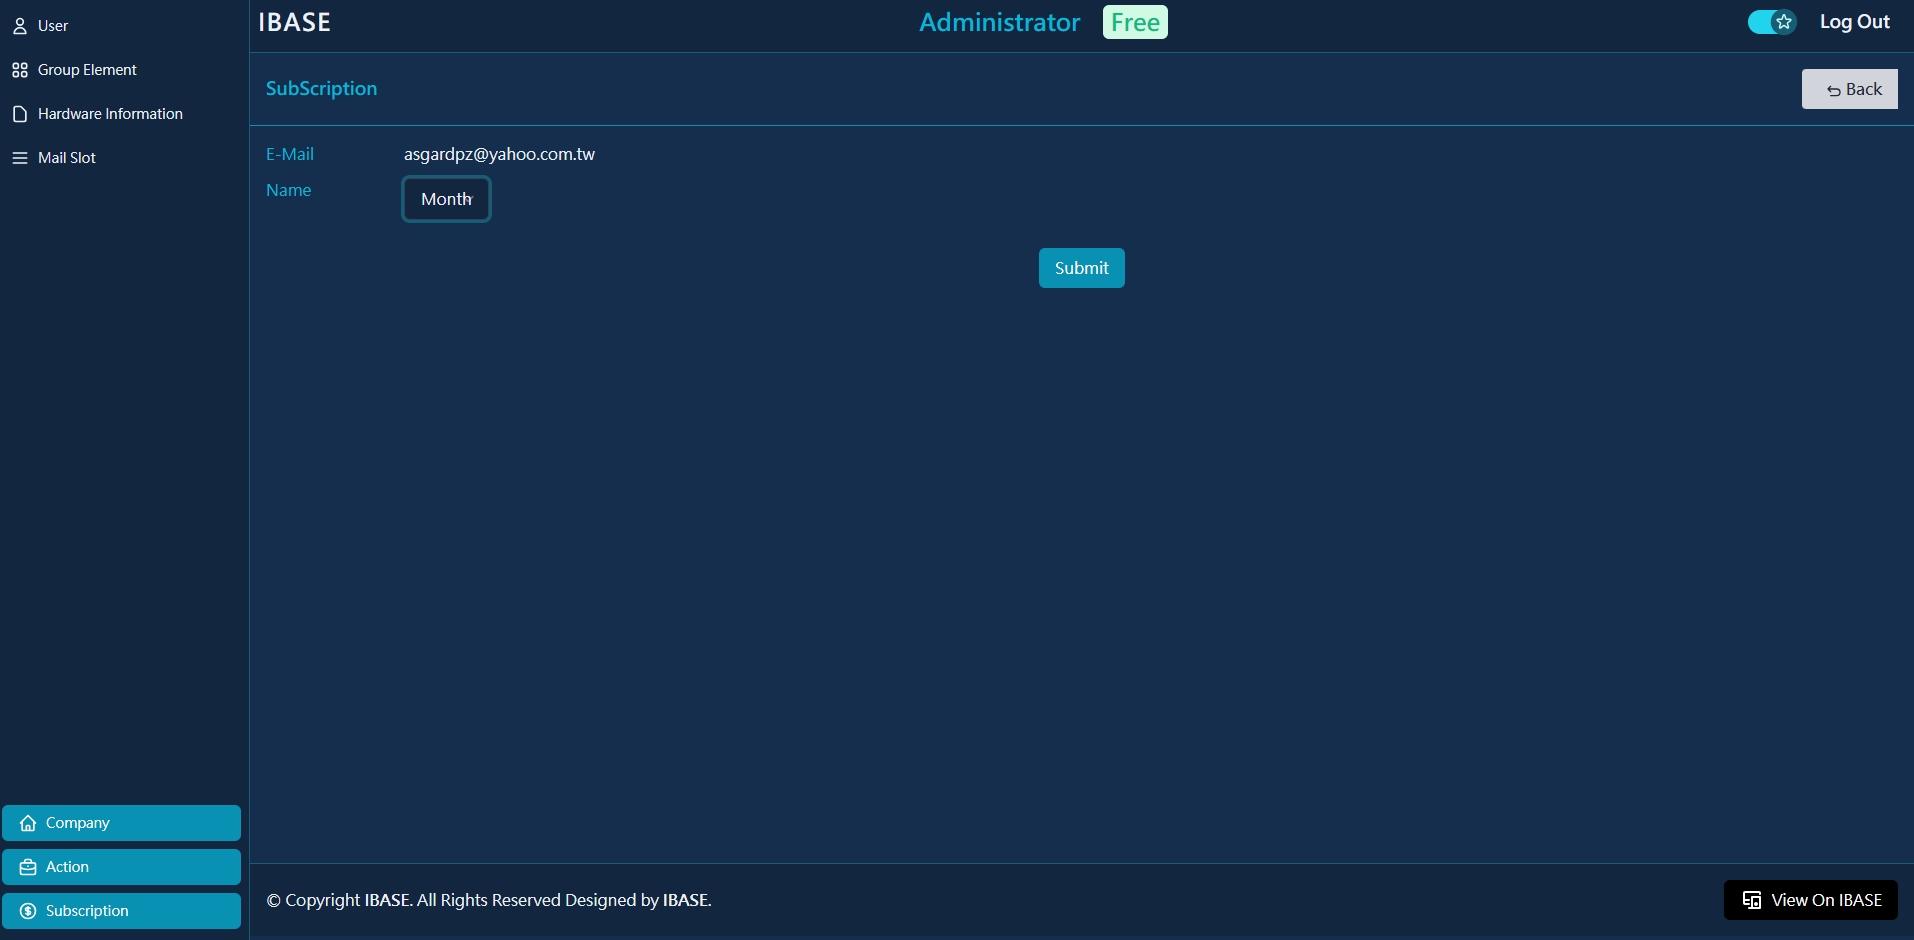 User
Group Element
Hardware Information
Mail Slot
Company
Action
Subscription
IBASE
Administrator Free
Log Out
SubScription
Back
E-Mail asgardpz@yahoo.com.tw
Name Month
Submit
© Copyright IBASE. All Rights Reserved Designed by IBASE.
View On IBASE